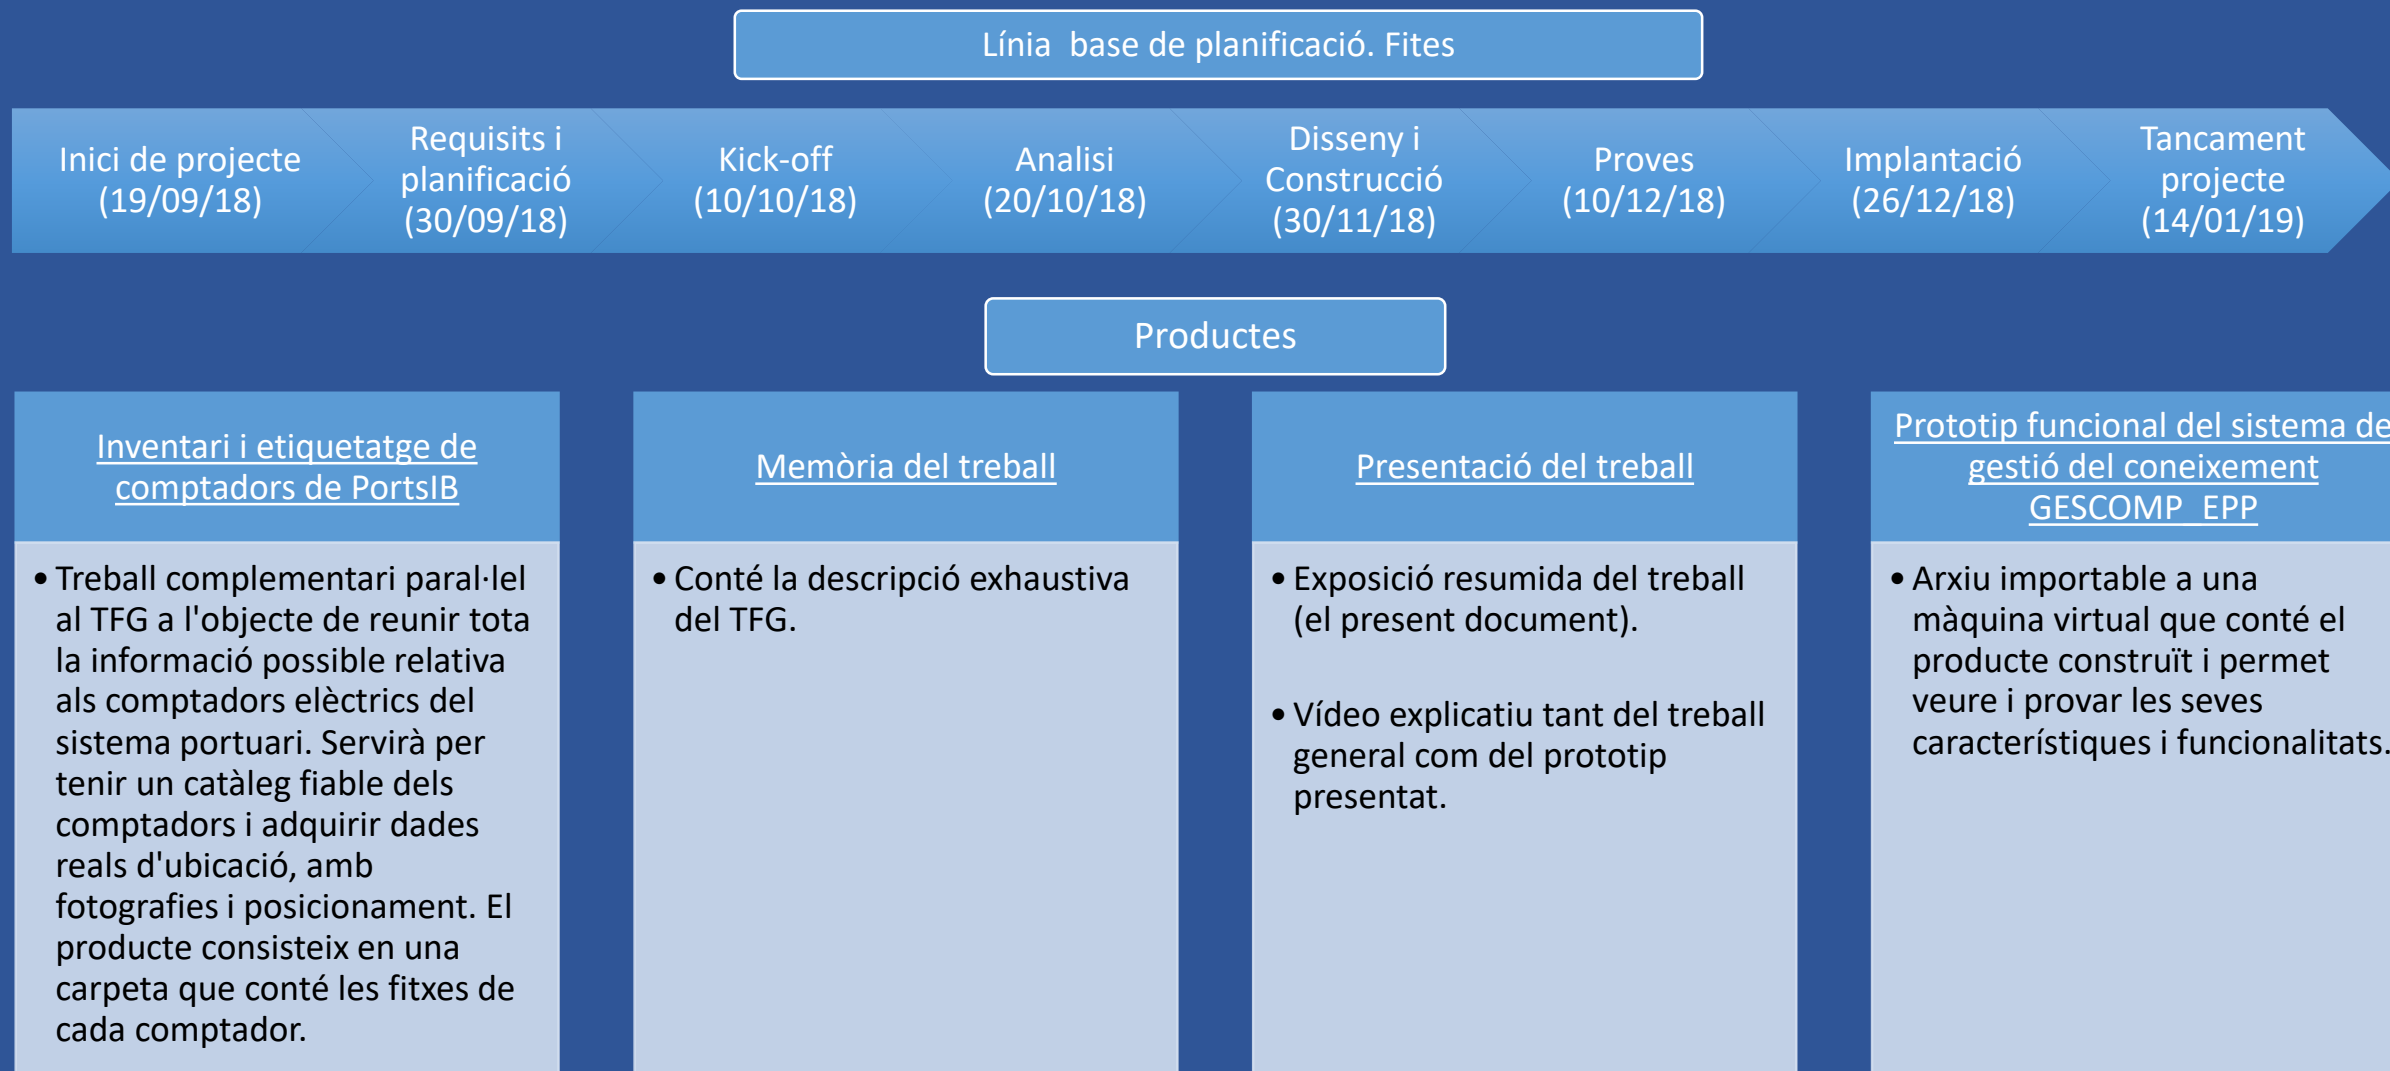 Línia  base de planificació. Fites
Inici de projecte
(19/09/18)
Requisits i
planificació
(30/09/18)
Kick-off
(10/10/18)
Analisi
(20/10/18)
Disseny i
Construcció
(30/11/18)
Proves
(10/12/18)
Implantació
(26/12/18)
Tancament
projecte
(14/01/19)
Productes
Inventari i etiquetatge de
comptadors de PortsIB
• Treball complementari paral·lel
al TFG a l'objecte de reunir tota
la informació possible relativa
als comptadors elèctrics del
sistema portuari. Servirà per
tenir un catàleg fiable dels
comptadors i adquirir dades
reals d'ubicació, amb
fotografies i posicionament. El
producte consisteix en una
carpeta que conté les fitxes de
cada comptador.
Memòria del treball
• Conté la descripció exhaustiva
del TFG.
Presentació del treball
• Exposició resumida del treball
(el present document).
• Vídeo explicatiu tant del treball
general com del prototip
presentat.
Prototip funcional del sistema de
gestió del coneixement
GESCOMP_EPP
• Arxiu importable a una
màquina virtual que conté el
producte construït i permet
veure i provar les seves
característiques i funcionalitats.